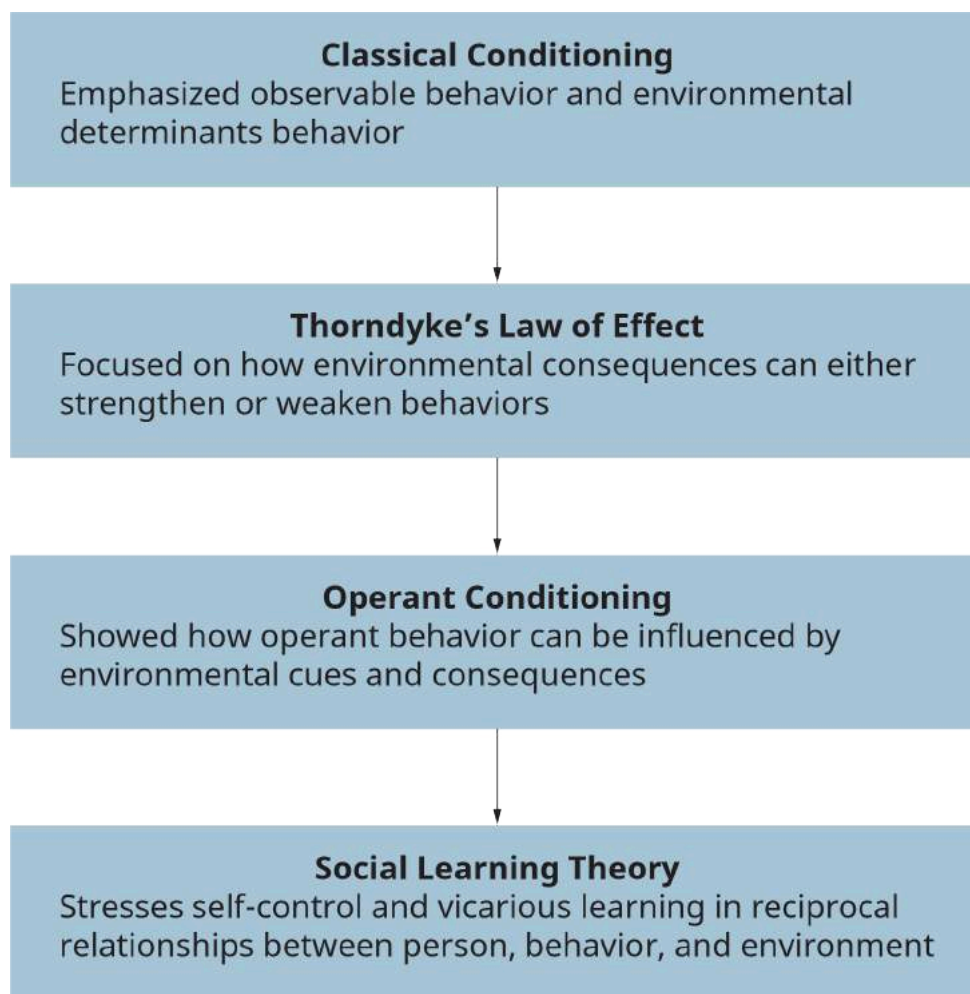 Classical Conditioning
Emphasized observable behavior and environmental
determinants behavior
Thorndyke’s Law of Effect
Focused on how environmental consequences can either
strengthen or weaken behaviors
Operant Conditioning
Showed how operant behavior can be influenced by
environmental cues and consequences
Social Learning Theory
Stresses self-control and vicarious learning in reciprocal
relationships between person, behavior, and environment